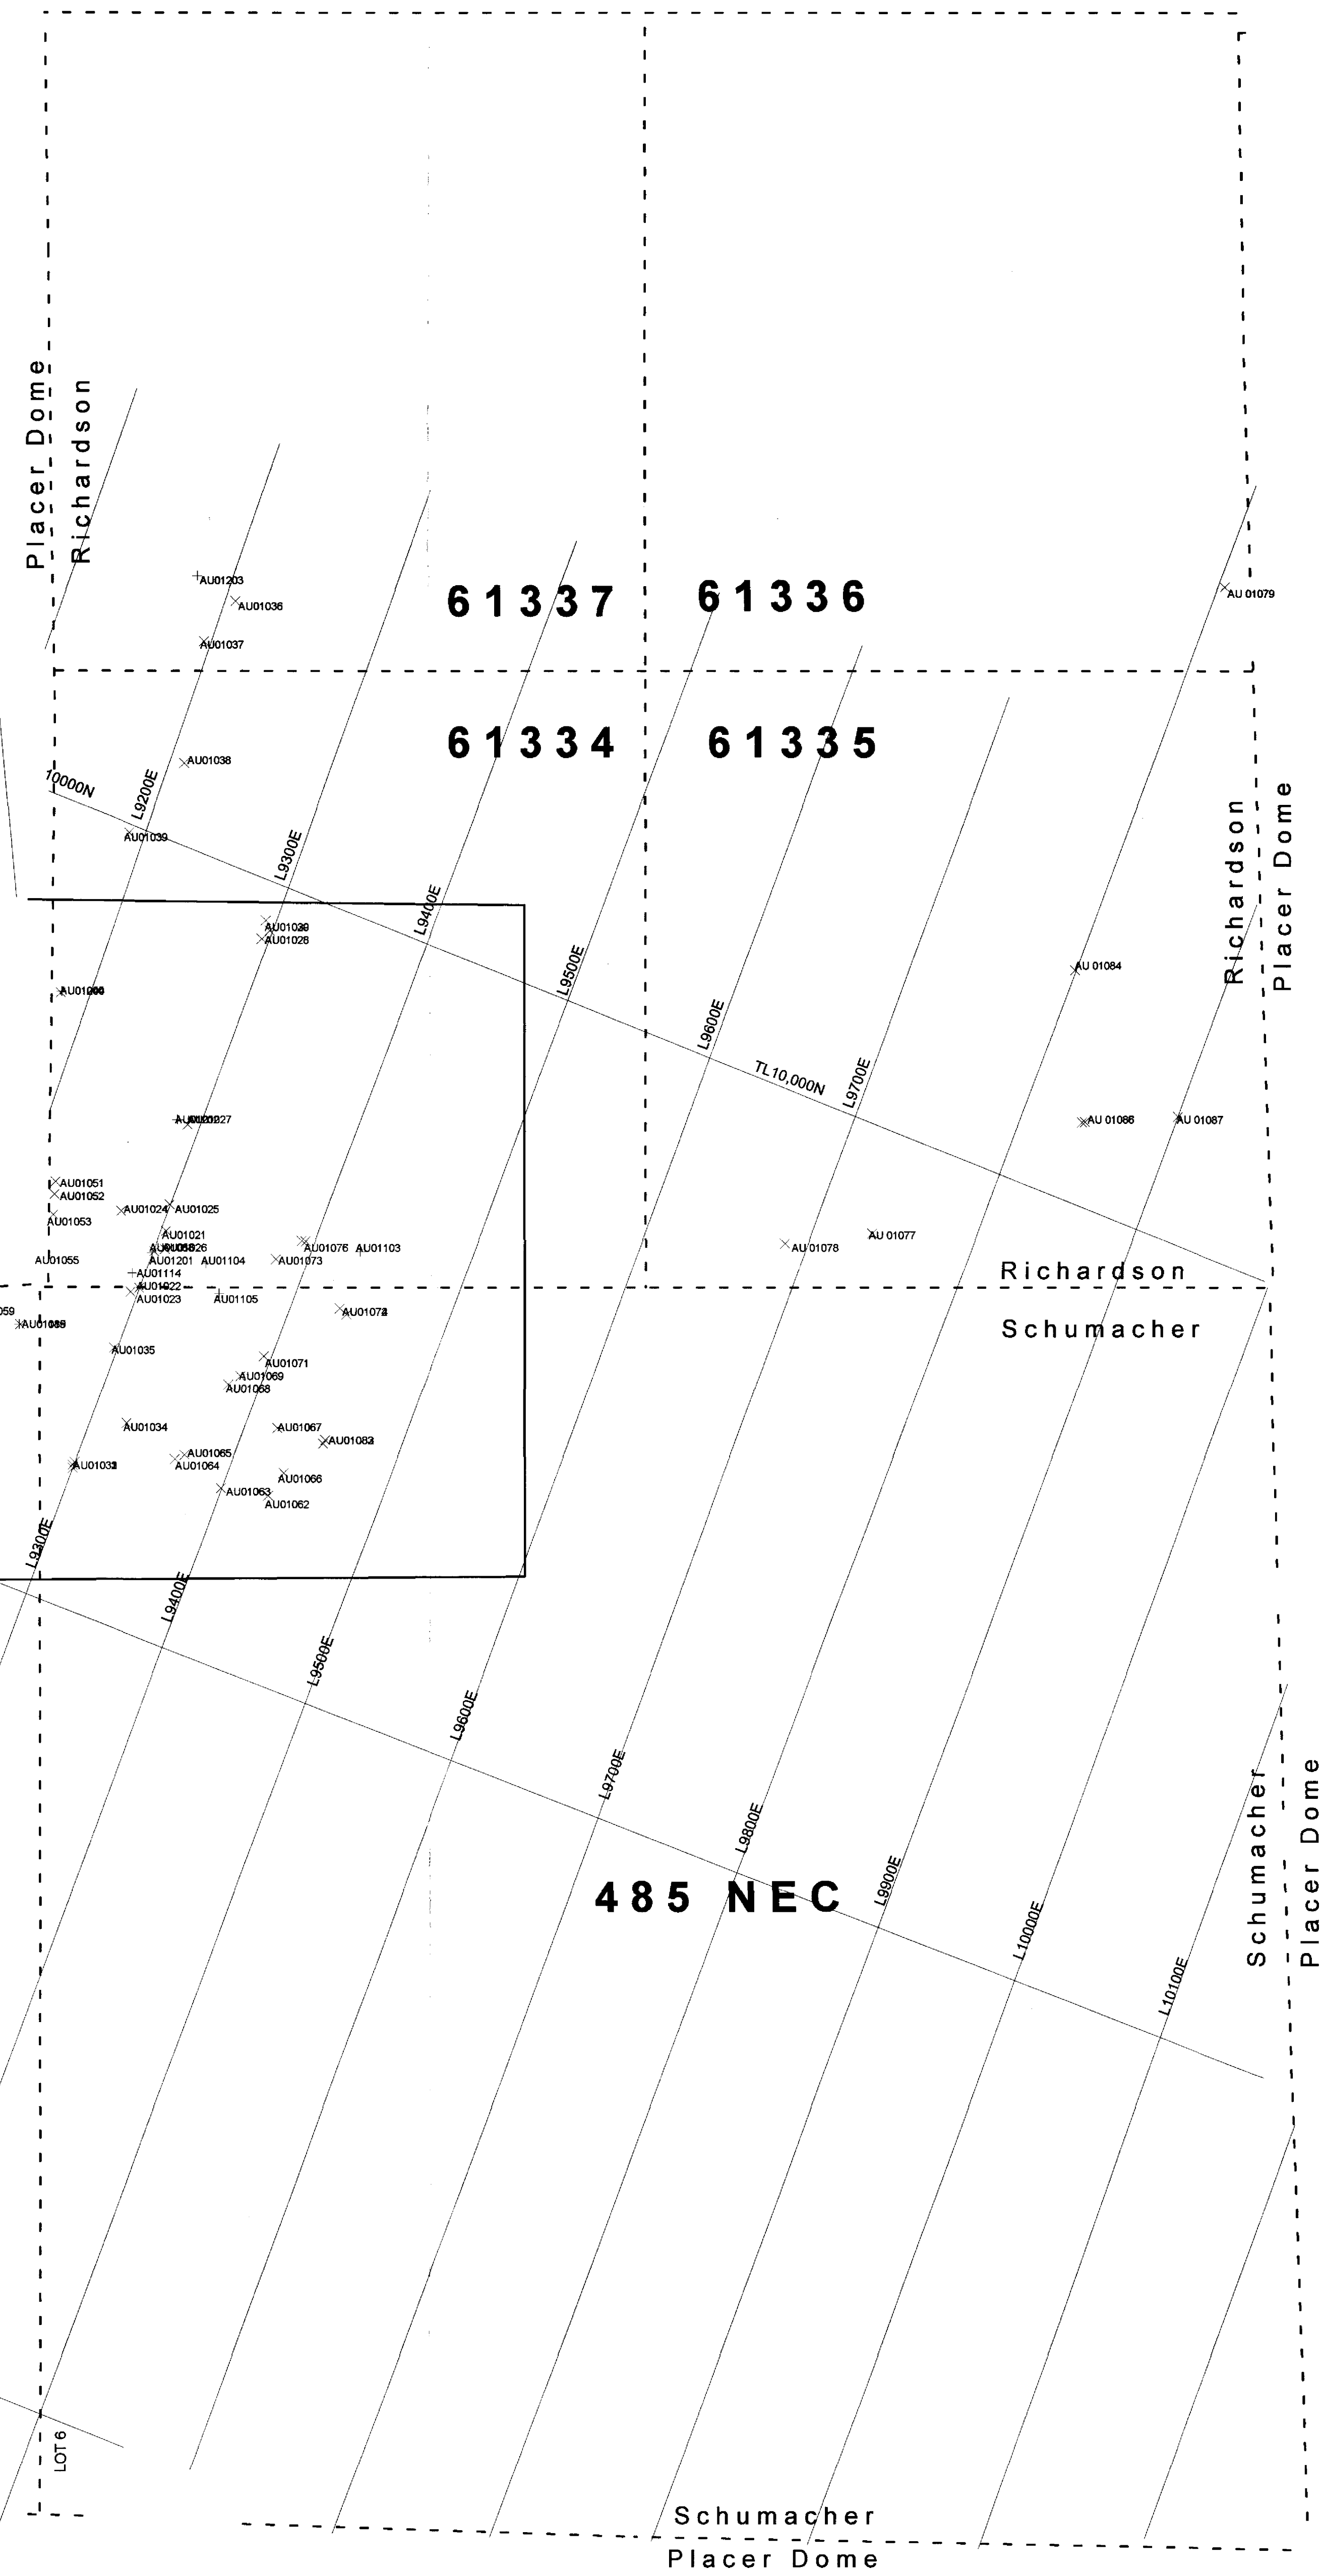 Placer Dome
Richardson
AU01203
AU01036
61337
61336
AU 01079
AU01037
61334
61335
AU01038
10000N
L9200E
AU01039
L9300E
Richardson
Placer Dome
L9400E
AU01028
AU 01084
L9500E
L9600E
TL10,000N
L9700E
AU 01086
AU 01087
AU01051
AU01052
AU01024
AU01025
AU01053
AU01021
AU 01077
AU01076
AU01103
AU 01078
AU01055
AU01201
AU01104
AU01073
AU01114
Richardson
AU01022
AU01023
AU01105
059
Schumacher
AU01035
AU01071
AU01069
AU01068
AU01034
AU01067
AU01065
AU01064
AU01066
AU01063
AU01062
L9300E
L9400E
L9500E
L9600E
L9700E
L9800E
Schumacher
Placer Dome
485 NEC
L9900E
L10000E
L10100E
LOT 6
Schumacher
Placer Dome